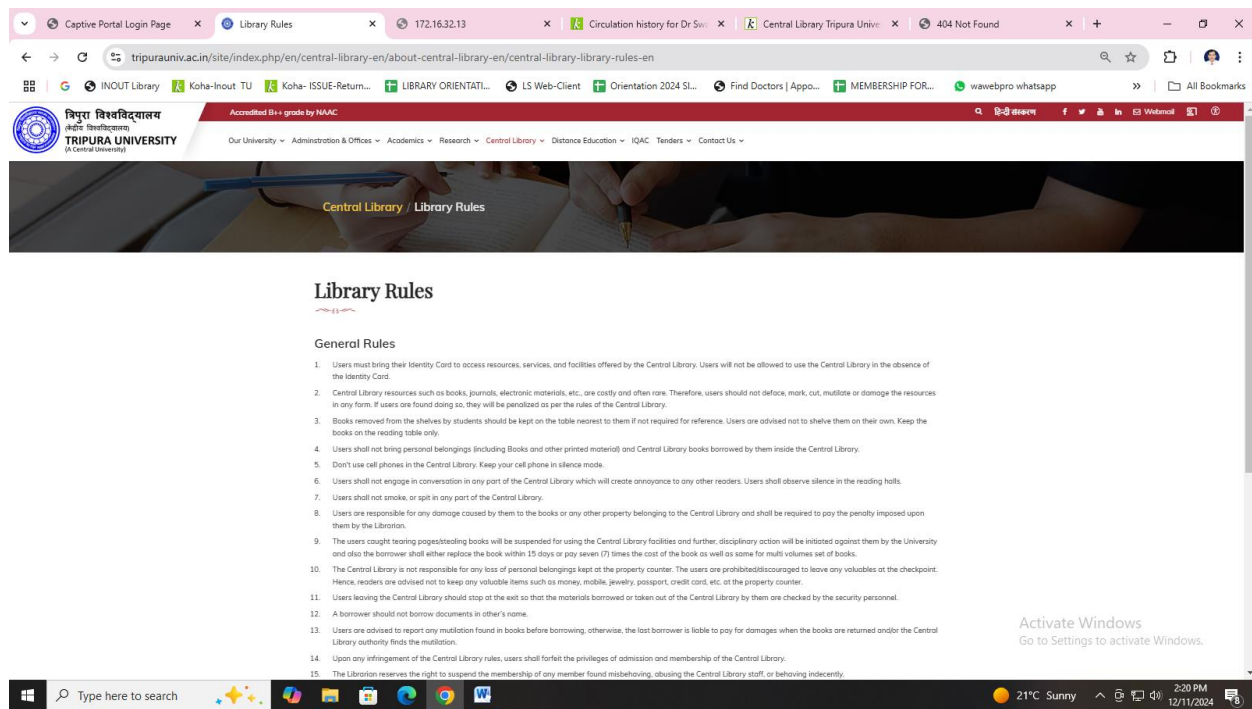 Captive Portal Login Page
Library Rules
172.16.32.13
Circulation history for Dr Swa
Central Library Tripura Unive
404 Not Found
tripurauniv.ac.in/site/index.php/en/central-library-en/about-central-library-en/central-library-library-rules-en
INOUT Library
Koha-Inout TU
Koha- ISSUE-Return...
LIBRARY ORIENTATI...
LS Web-Client
Orientation 2024 Sl...
Find Doctors | Appo...
MEMBERSHIP FOR...
wawebpro whatsapp
All Bookmarks
त्रिपुरा विश्वविद्यालय
(केंद्रीय विश्वविद्यालय)
TRIPURA UNIVERSITY
(A Central University)
Accredited B++ grade by NAAC
हिन्दी संस्करण
Webmail
Our University
Adminstration & Offices
Academics
Research
Central Library
Distance Education
IQAC
Tenders
Contact Us
Central Library / Library Rules
Library Rules
General Rules
1. Users must bring their Identity Card to access resources, services, and facilities offered by the Central Library. Users will not be allowed to use the Central Library in the absence of
the Identity Card.
2. Central Library resources such as books, journals, electronic materials, etc., are costly and often rare. Therefore, users should not deface, mark, cut, mutilate or damage the resources
in any form. If users are found doing so, they will be penalized as per the rules of the Central Library.
3. Books removed from the shelves by students should be kept on the table nearest to them if not required for reference. Users are advised not to shelve them on their own. Keep the
books on the reading table only.
4. Users shall not bring personal belongings (including Books and other printed material) and Central Library books borrowed by them inside the Central Library.
5. Don't use cell phones in the Central Library. Keep your cell phone in silence mode.
6. Users shall not engage in conversation in any part of the Central Library which will create annoyance to any other readers. Users shall observe silence in the reading halls.
7. Users shall not smoke, or spit in any part of the Central Library.
8. Users are responsible for any damage caused by them to the books or any other property belonging to the Central Library and shall be required to pay the penalty imposed upon
them by the Librarian.
9. The users caught tearing pages/stealing books will be suspended for using the Central Library facilities and further, disciplinary action will be initiated against them by the University
and also the borrower shall either replace the book within 15 days or pay seven (7) times the cost of the book as well as same for multi volumes set of books.
10. The Central Library is not responsible for any loss of personal belongings kept at the property counter. The users are prohibited/discouraged to leave any valuables at the checkpoint.
Hence, readers are advised not to keep any valuable items such as money, mobile, jewelry, passport, credit card, etc. at the property counter.
11. Users leaving the Central Library should stop at the exit so that the materials borrowed or taken out of the Central Library by them are checked by the security personnel.
12. A borrower should not borrow documents in other's name.
13. Users are advised to report any mutilation found in books before borrowing, otherwise, the last borrower is liable to pay for damages when the books are returned and/or the Central
Library authority finds the mutilation.
14. Upon any infringement of the Central Library rules, users shall forfeit the privileges of admission and membership of the Central Library.
15. The Librarian reserves the right to suspend the membership of any member found misbehaving, abusing the Central Library staff, or behaving indecently.
Activate Windows
Go to Settings to activate Windows.
Type here to search
21°C Sunny
2:20 PM
12/11/2024
8